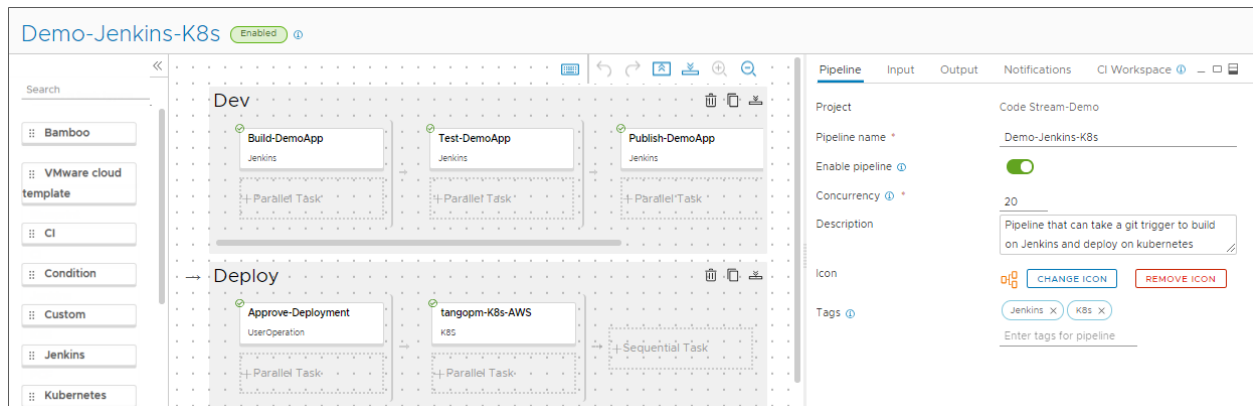 Demo-Jenkins-K8s Enabled
Search
Bamboo
VMware cloud
template
CI
Condition
Custom
Jenkins
Kubernetes
Dev
Build-DemoApp
Jenkins
+ Parallel Task
Test-DemoApp
Jenkins
+ Parallel Task
Publish-DemoApp
Jenkins
+ Parallel Task
Deploy
Approve-Deployment
UserOperation
+ Parallel Task
tangopm-K8s-AWS
K8S
+ Parallel Task
+ Sequential Task
Pipeline Input Output Notifications CI Workspace
Project Code Stream-Demo
Pipeline name * Demo-Jenkins-K8s
Enable pipeline
Concurrency * 20
Description Pipeline that can take a git trigger to build
on Jenkins and deploy on kubernetes
Icon CHANGE ICON REMOVE ICON
Tags Jenkins X K8s X
Enter tags for pipeline